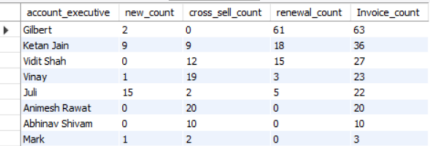 account_executive new_count cross_sell_count renewal_count Invoice_count
Gilbert 2 0 61 63
Ketan Jain 9 9 18 36
Vidit Shah 0 12 15 27
Vinay 1 19 3 23
Juli 15 2 5 22
Animesh Rawat 0 20 0 20
Abhinav Shivam 0 10 0 10
Mark 1 2 0 3